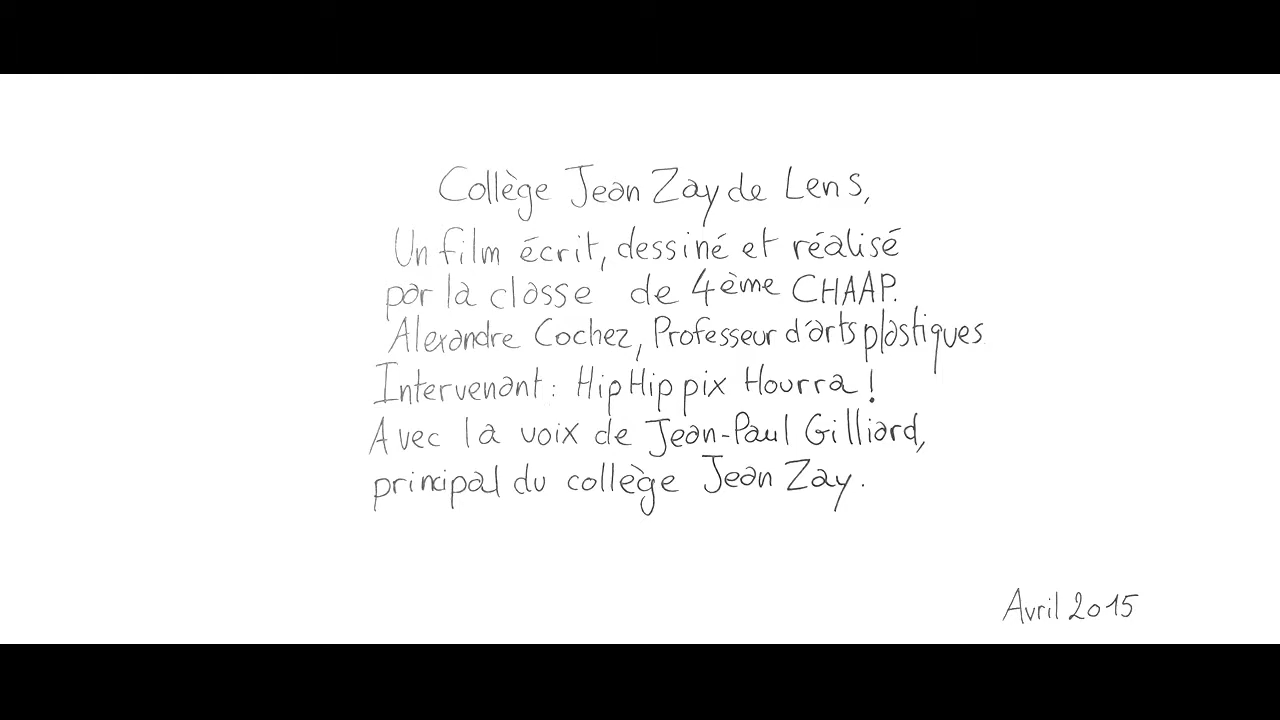 Collège Jean Zay de Lens,
Un film écrit, dessiné et réalisé
par la classe de 4ème CHAAP.
Alexandre Cochez, Professeur d'arts plastiques
Intervenant : Hip Hip pix Hourra !
Avec la voix de Jean-Paul Gilliard,
principal du collège Jean Zay.
Avril 2015